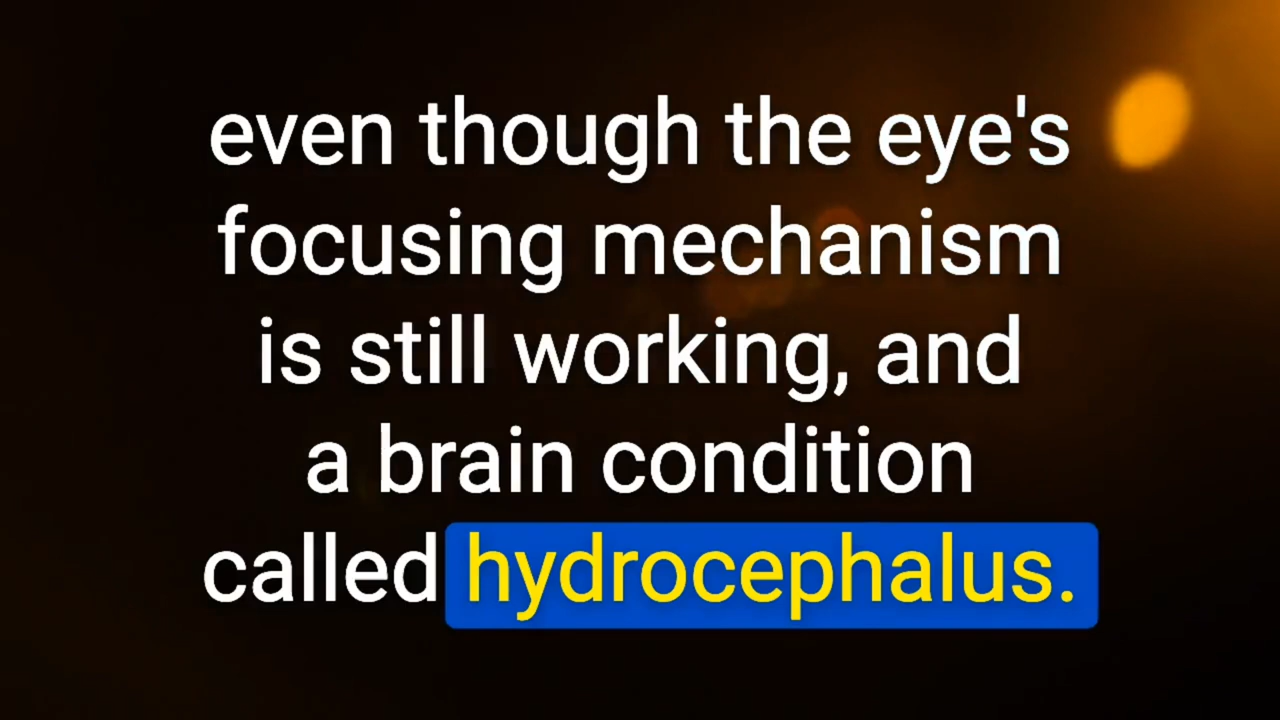 even though the eye's
focusing mechanism
is still working, and
a brain condition
called hydrocephalus.